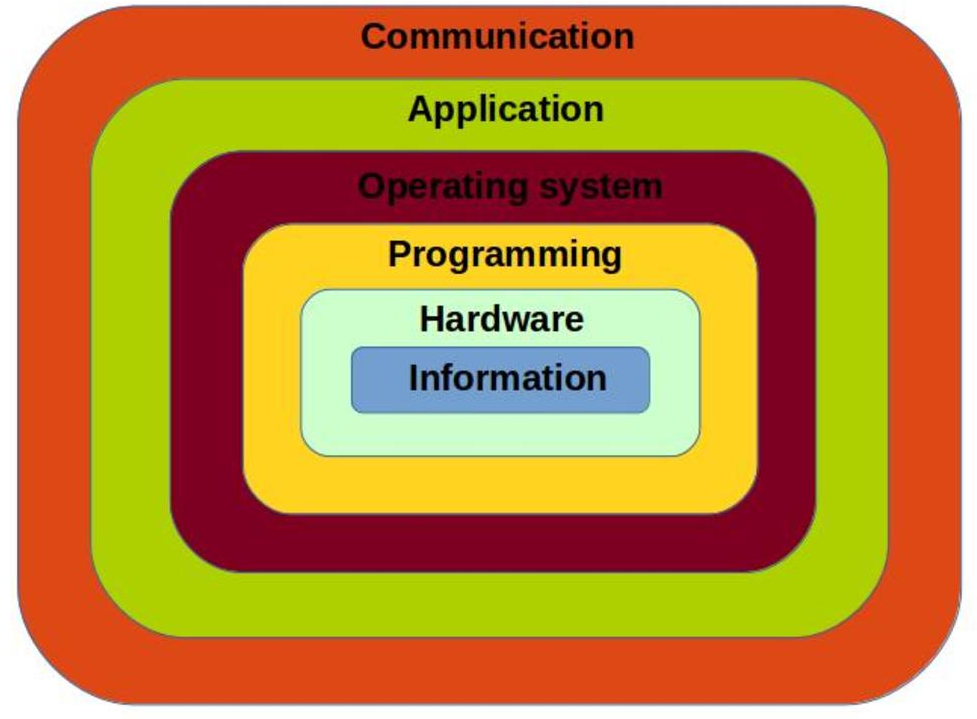 Communication
Application
Operating system
Programming
Hardware
Information